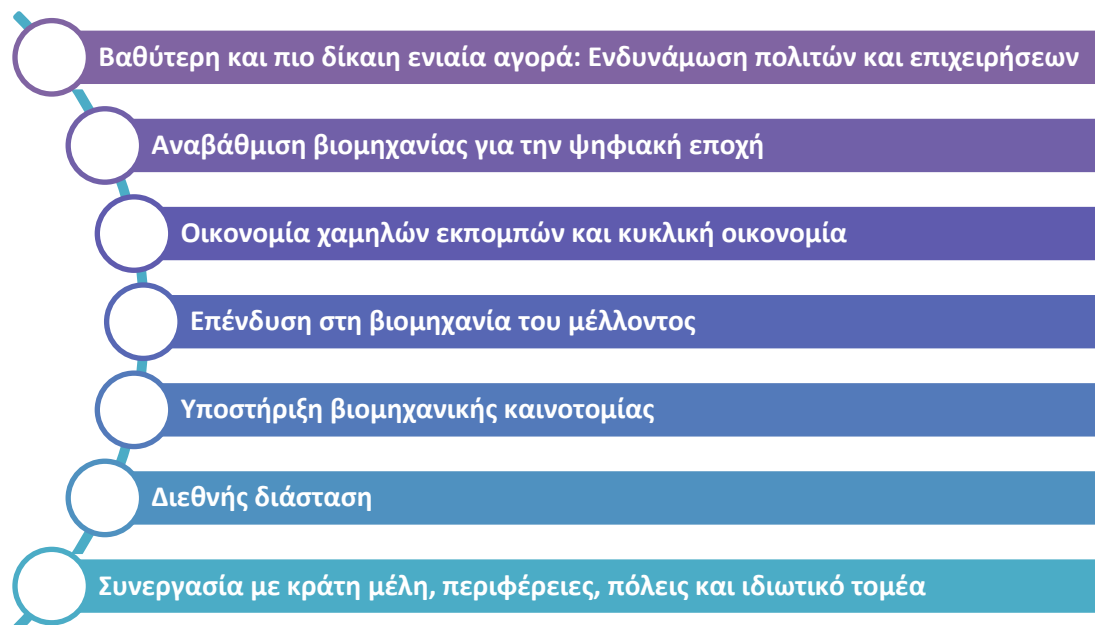 Βαθύτερη και πιο δίκαιη ενιαία αγορά: Ενδυνάμωση πολιτών και επιχειρήσεων
Αναβάθμιση βιομηχανίας για την ψηφιακή εποχή
Οικονομία χαμηλών εκπομπών και κυκλική οικονομία
Επένδυση στη βιομηχανία του μέλλοντος
Υποστήριξη βιομηχανικής καινοτομίας
Διεθνής διάσταση
Συνεργασία με κράτη μέλη, περιφέρειες, πόλεις και ιδιωτικό τομέα